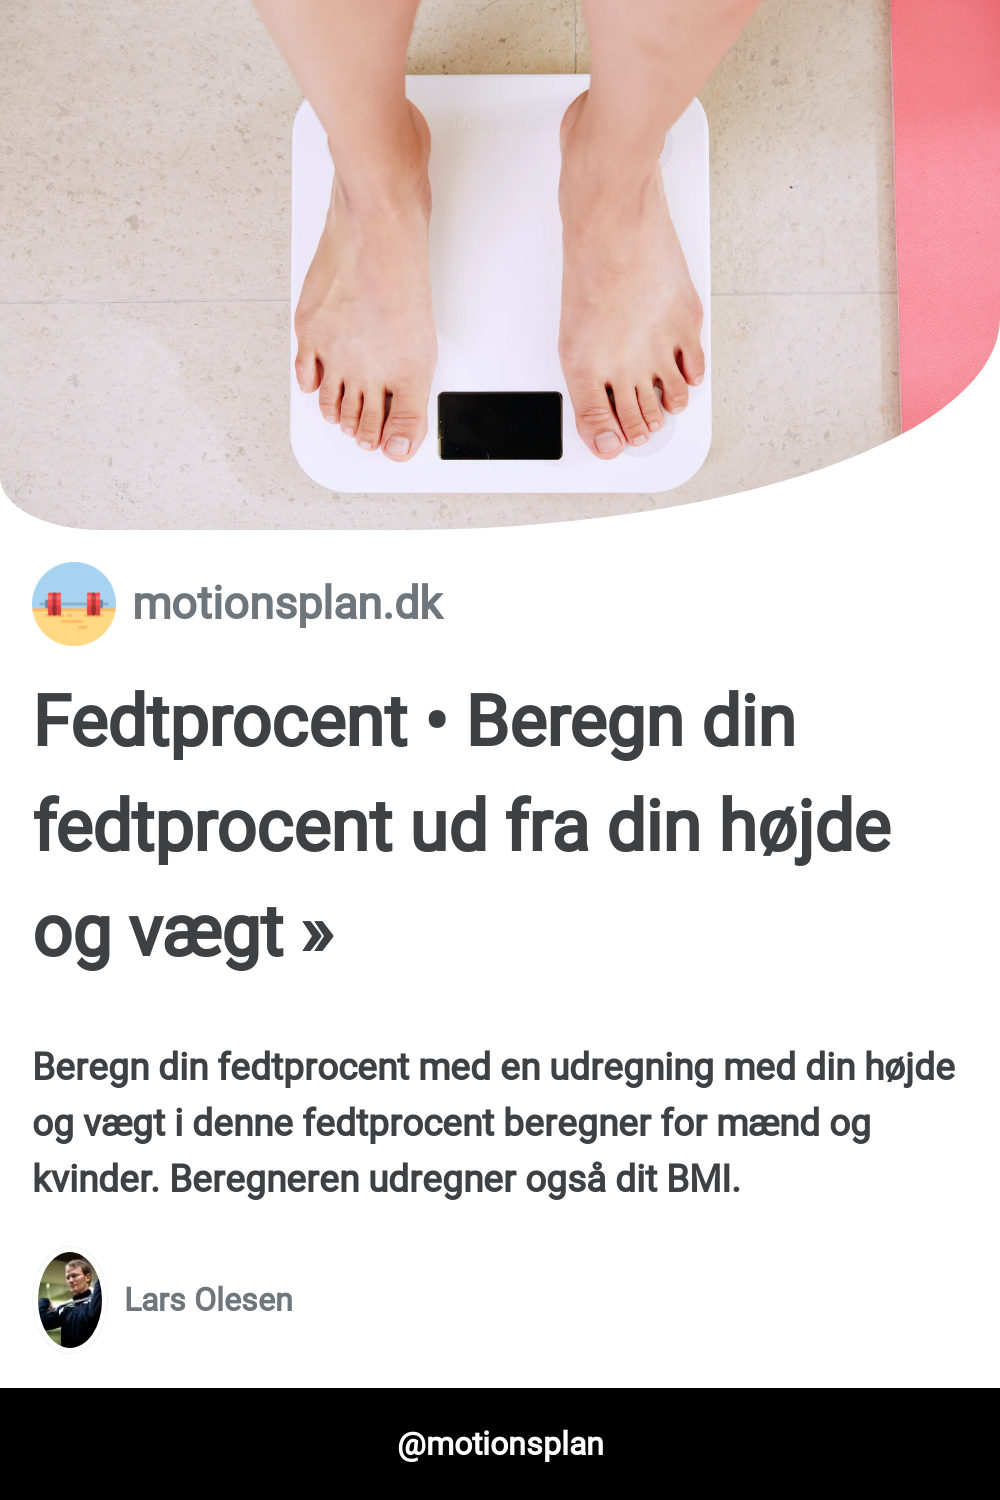 motionsplan.dk
Fedtprocent • Beregn din
fedtprocent ud fra din højde
og vægt »
Beregn din fedtprocent med en udregning med din højde
og vægt i denne fedtprocent beregner for mænd og
kvinder. Beregneren udregner også dit BMI.
Lars Olesen
@motionsplan